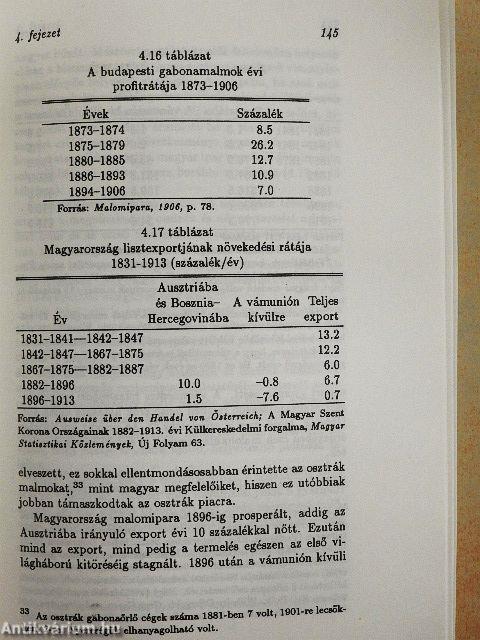 4. fejezet 145
4.16 táblázat
A budapesti gabonamalmok évi
profitrátája 1873–1906
Évek Százalék
1873–1874 8.5
1875–1879 26.2
1880–1885 12.7
1886–1893 10.9
1894–1906 7.0
Forrás: Malomipara, 1906, p. 78.
4.17 táblázat
Magyarország lisztexportjának növekedési rátája
1831-1913 (százalék/év)
Ausztriába
és Bosznia– A vámunión Teljes
Év Hercegovinába kívülre export
1831–1841—1842–1847 13.2
1842–1847—1867–1875 12.2
1867–1875—1882–1887 6.0
1882–1896 10.0 –0.8 6.7
1896–1913 1.5 –7.6 0.7
Forrás: Ausweise über den Handel von Österreich; A Magyar Szent
Korona Országainak 1882–1913. évi Külkereskedelmi forgalma, Magyar
Statisztikai Közlemények, Új Folyam 63.
elveszett, ez sokkal ellentmondásosabban érintette az osztrák
malmokat,33 mint magyar megfelelőiket, hiszen ez utóbbiak
jobban támaszkodtak az osztrák piacra.
Magyarország malomipara 1896-ig prosperált, addig az
Ausztriába irányuló export évi 10 százalékkal nőtt. Ezután
mind az export, mind pedig a termelés egészen az első vi-
lágháború kitöréséig stagnált. 1896 után a vámunión kívüli
33 Az osztrák gabonaőrlő cégek száma 1881-ben 7 volt, 1901-re lecsök-
elhanyagolható volt.
Antikvarium.hu